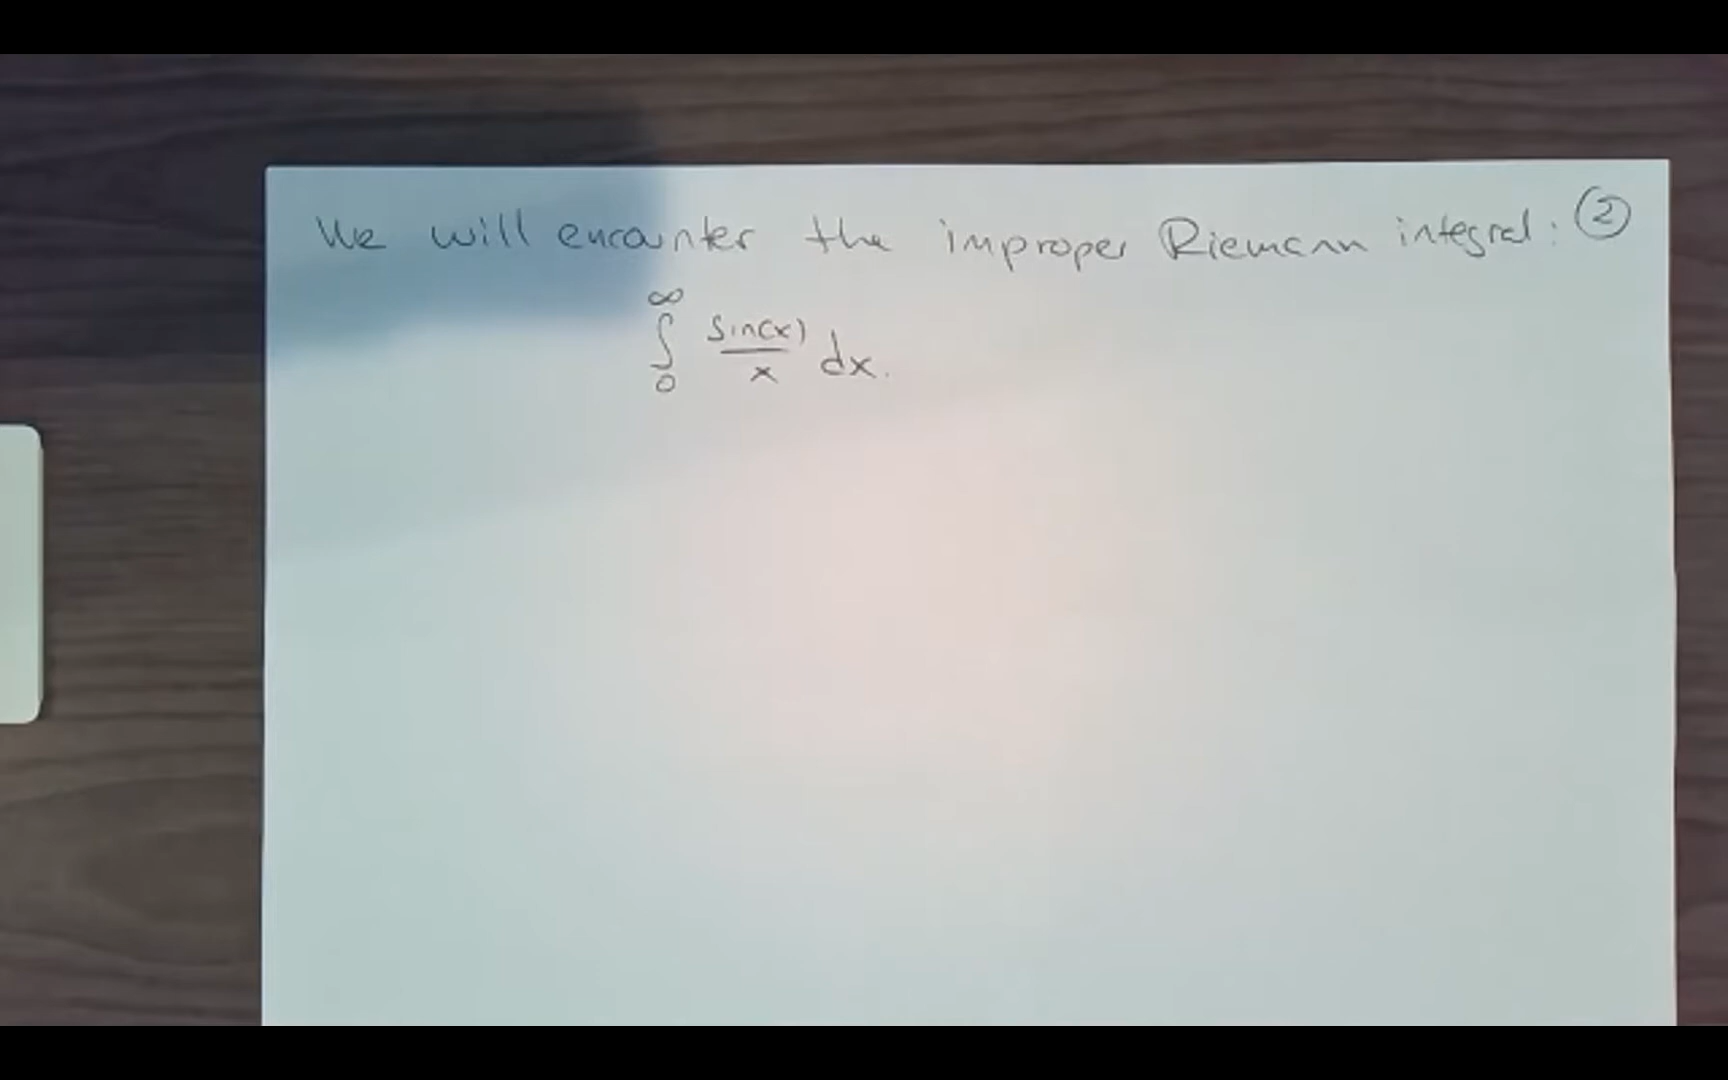 We will encounter the improper Riemann integral: ②
∞
∫ sin(x)/x dx.
0